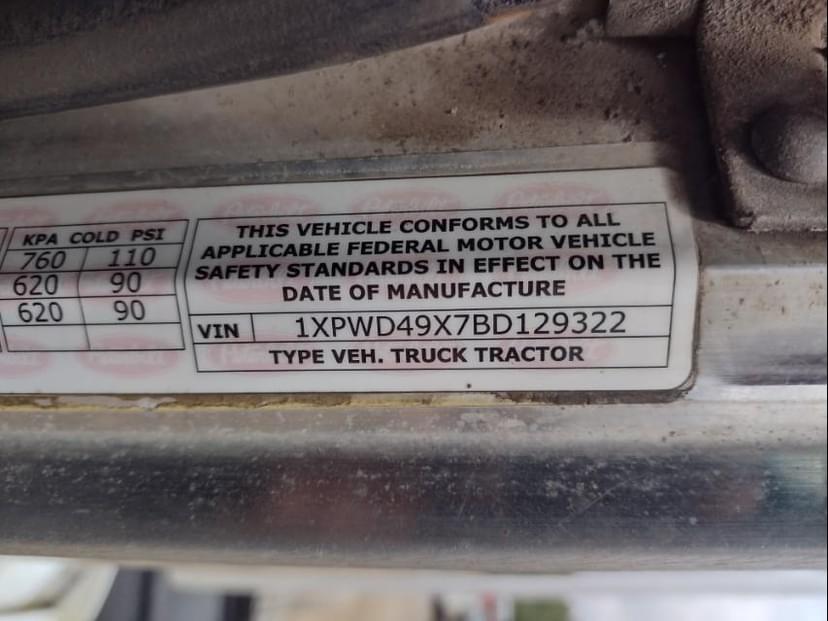 KPA COLD PSI
760 110
620 90
620 90
THIS VEHICLE CONFORMS TO ALL
APPLICABLE FEDERAL MOTOR VEHICLE
SAFETY STANDARDS IN EFFECT ON THE
DATE OF MANUFACTURE
VIN 1XPWD49X7BD129322
TYPE VEH. TRUCK TRACTOR